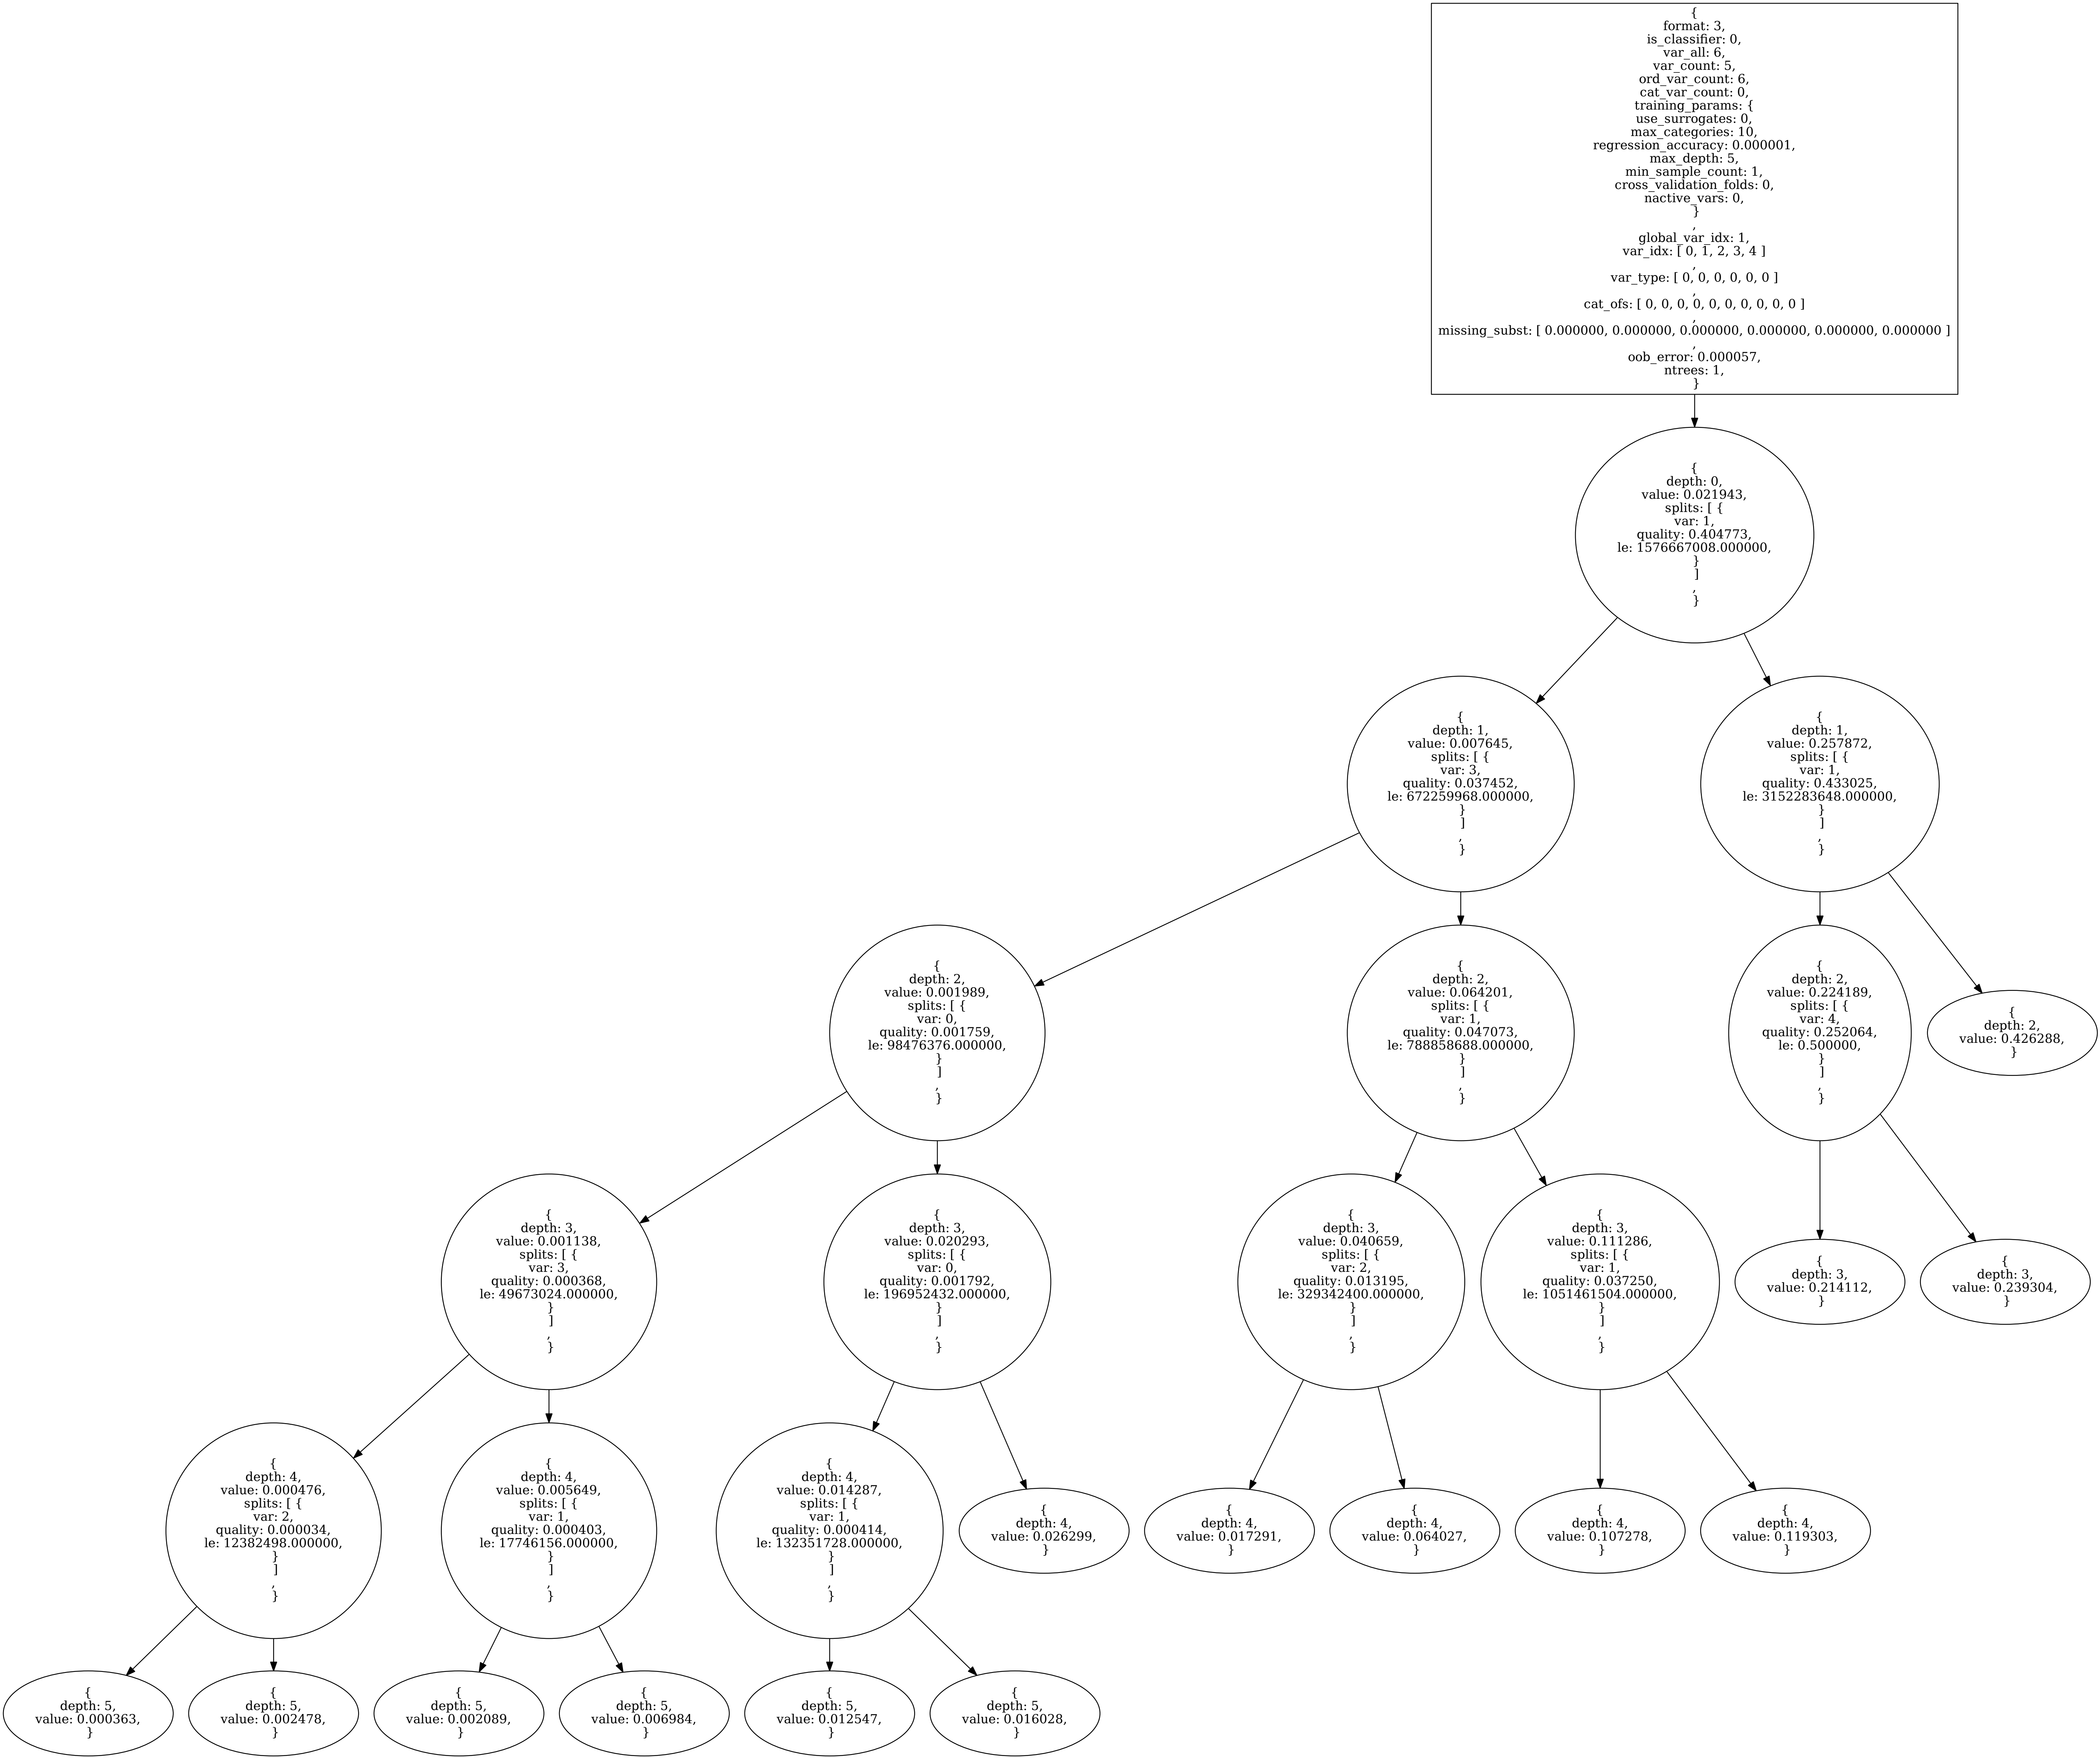 {
format: 3,
is_classifier: 0,
var_all: 6,
var_count: 5,
ord_var_count: 6,
cat_var_count: 0,
training_params: {
use_surrogates: 0,
max_categories: 10,
regression_accuracy: 0.000001,
max_depth: 5,
min_sample_count: 1,
cross_validation_folds: 0,
nactive_vars: 0,
}
,
global_var_idx: 1,
var_idx: [ 0, 1, 2, 3, 4 ]
,
var_type: [ 0, 0, 0, 0, 0, 0 ]
,
cat_ofs: [ 0, 0, 0, 0, 0, 0, 0, 0, 0, 0 ]
,
missing_subst: [ 0.000000, 0.000000, 0.000000, 0.000000, 0.000000, 0.000000 ]
,
oob_error: 0.000057,
ntrees: 1,
}
{
depth: 0,
value: 0.021943,
splits: [ {
var: 1,
quality: 0.404773,
le: 1576667008.000000,
}
]
,
}
{
depth: 1,
value: 0.007645,
splits: [ {
var: 3,
quality: 0.037452,
le: 672259968.000000,
}
]
,
}
{
depth: 1,
value: 0.257872,
splits: [ {
var: 1,
quality: 0.433025,
le: 3152283648.000000,
}
]
,
}
{
depth: 2,
value: 0.001989,
splits: [ {
var: 0,
quality: 0.001759,
le: 98476376.000000,
}
]
,
}
{
depth: 2,
value: 0.064201,
splits: [ {
var: 1,
quality: 0.047073,
le: 788858688.000000,
}
]
,
}
{
depth: 2,
value: 0.224189,
splits: [ {
var: 4,
quality: 0.252064,
le: 0.500000,
}
]
,
}
{
depth: 2,
value: 0.426288,
}
{
depth: 3,
value: 0.001138,
splits: [ {
var: 3,
quality: 0.000368,
le: 49673024.000000,
}
]
,
}
{
depth: 3,
value: 0.020293,
splits: [ {
var: 0,
quality: 0.001792,
le: 196952432.000000,
}
]
,
}
{
depth: 3,
value: 0.040659,
splits: [ {
var: 2,
quality: 0.013195,
le: 329342400.000000,
}
]
,
}
{
depth: 3,
value: 0.111286,
splits: [ {
var: 1,
quality: 0.037250,
le: 1051461504.000000,
}
]
,
}
{
depth: 3,
value: 0.214112,
}
{
depth: 3,
value: 0.239304,
}
{
depth: 4,
value: 0.000476,
splits: [ {
var: 2,
quality: 0.000034,
le: 12382498.000000,
}
]
,
}
{
depth: 4,
value: 0.005649,
splits: [ {
var: 1,
quality: 0.000403,
le: 17746156.000000,
}
]
,
}
{
depth: 4,
value: 0.014287,
splits: [ {
var: 1,
quality: 0.000414,
le: 132351728.000000,
}
]
,
}
{
depth: 4,
value: 0.026299,
}
{
depth: 4,
value: 0.017291,
}
{
depth: 4,
value: 0.064027,
}
{
depth: 4,
value: 0.107278,
}
{
depth: 4,
value: 0.119303,
}
{
depth: 5,
value: 0.000363,
}
{
depth: 5,
value: 0.002478,
}
{
depth: 5,
value: 0.002089,
}
{
depth: 5,
value: 0.006984,
}
{
depth: 5,
value: 0.012547,
}
{
depth: 5,
value: 0.016028,
}